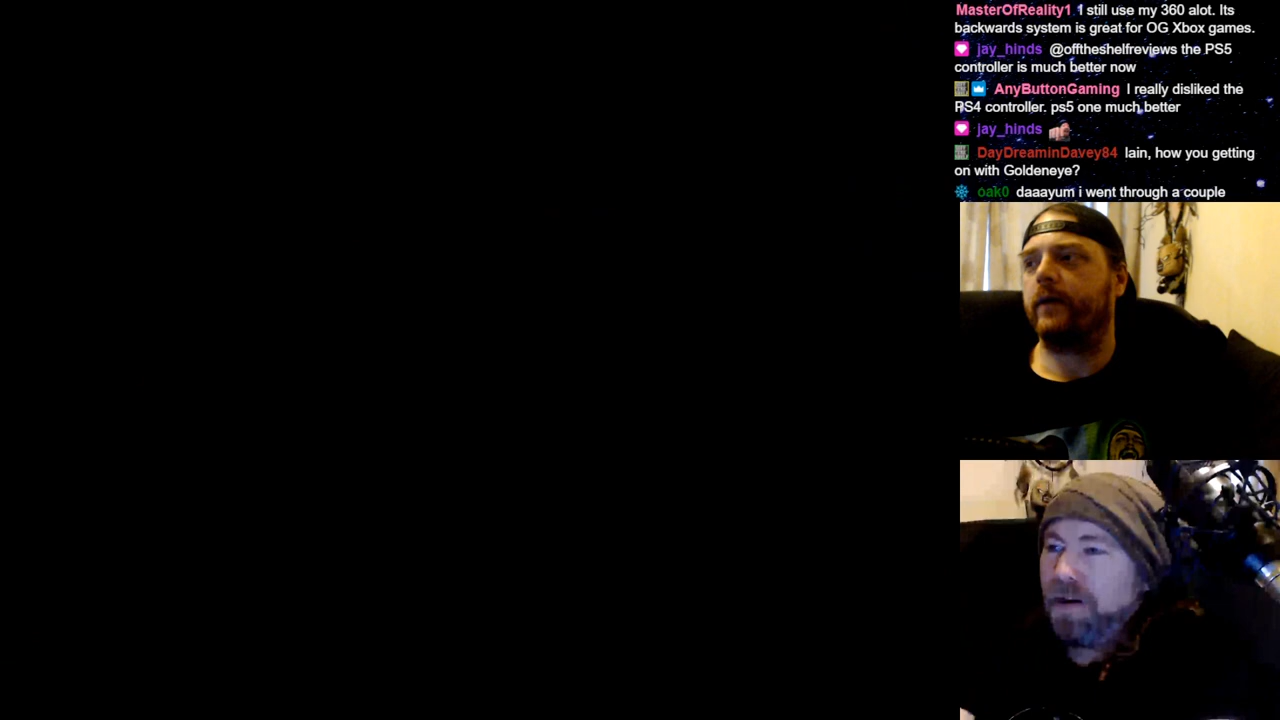 MasterOfReality1 I still use my 360 alot. Its
backwards system is great for OG Xbox games.
jay_hinds @offtheshelfreviews the PS5
controller is much better now
AnyButtonGaming I really disliked the
PS4 controller. ps5 one much better
jay_hinds
DayDreaminDavey84 Iain, how you getting
on with Goldeneye?
oak0 daaayum i went through a couple